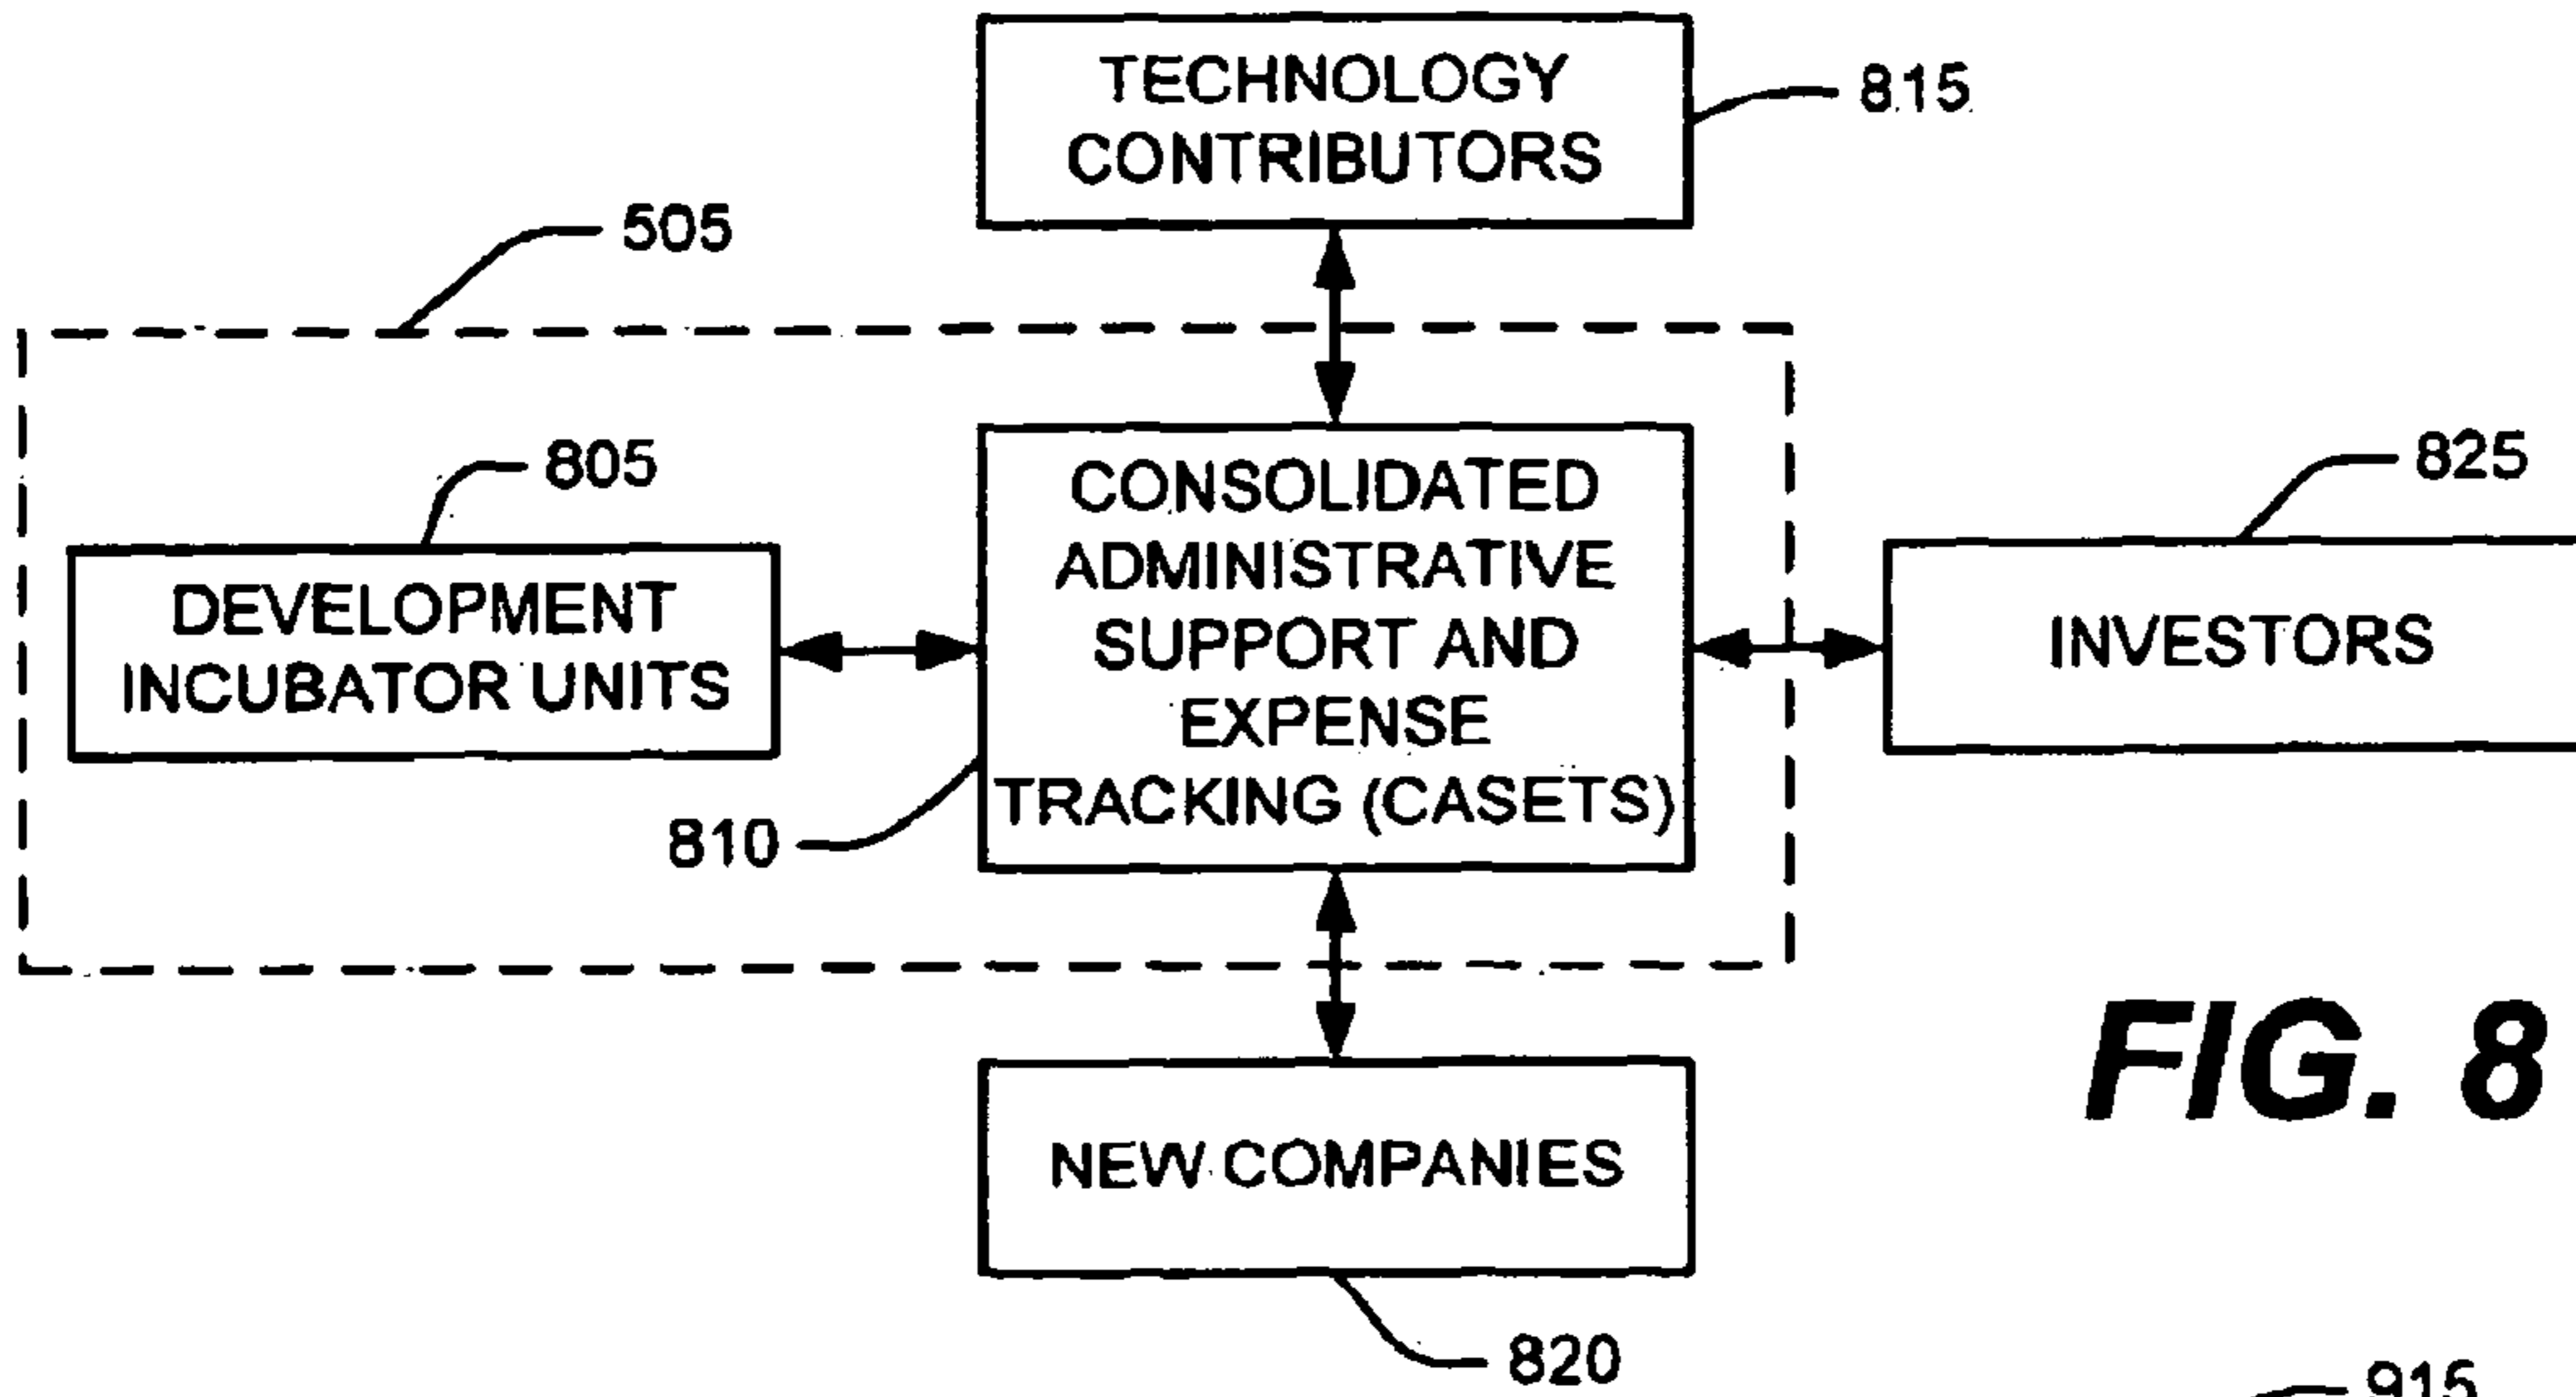 TECHNOLOGY
CONTRIBUTORS
815
505
805
DEVELOPMENT
INCUBATOR UNITS
CONSOLIDATED
ADMINISTRATIVE
SUPPORT AND
EXPENSE
TRACKING (CASETS)
810
825
INVESTORS
FIG. 8
NEW COMPANIES
820
915